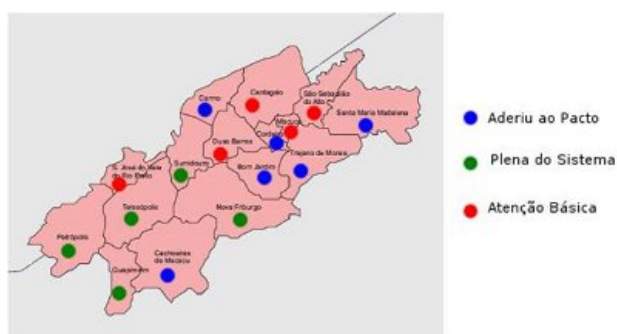 Cantagalo
São Sebastião
do Alto
Carmo
Santa Maria Madalena
Macuco
Cordeiro
Duas Barras
Trajano de Morais
S. José do Vale
do Rio Preto
Sumidouro
Bom Jardim
Teresópolis
Nova Friburgo
Petrópolis
Cachoeiras
de Macacu
Guapimirim
Aderiu ao Pacto
Plena do Sistema
Atenção Básica